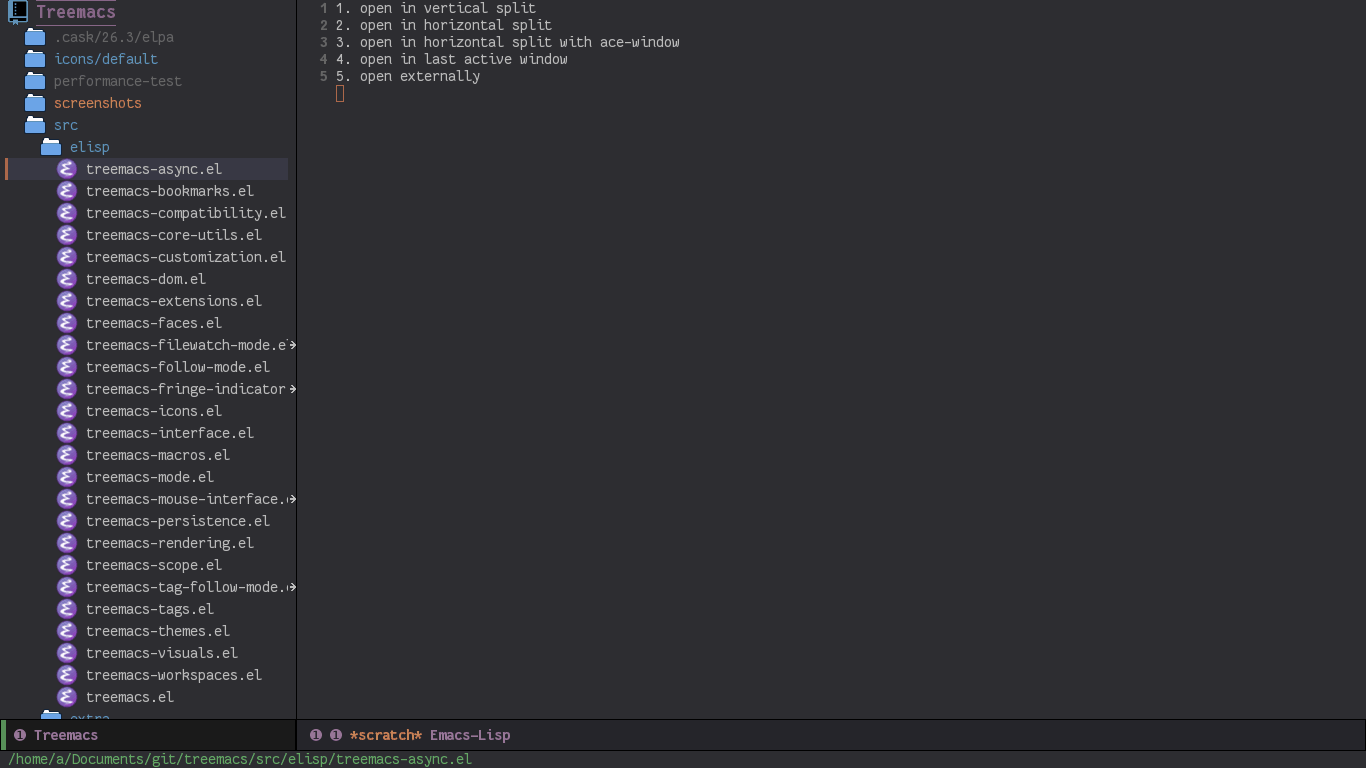 Treemacs
.cask/26.3/elpa
icons/default
performance-test
screenshots
src
elisp
treemacs-async.el
treemacs-bookmarks.el
treemacs-compatibility.el
treemacs-core-utils.el
treemacs-customization.el
treemacs-dom.el
treemacs-extensions.el
treemacs-faces.el
treemacs-filewatch-mode.el
treemacs-follow-mode.el
treemacs-fringe-indicator
treemacs-icons.el
treemacs-interface.el
treemacs-macros.el
treemacs-mode.el
treemacs-mouse-interface.
treemacs-persistence.el
treemacs-rendering.el
treemacs-scope.el
treemacs-tag-follow-mode.
treemacs-tags.el
treemacs-themes.el
treemacs-visuals.el
treemacs-workspaces.el
treemacs.el
extra
1 1. open in vertical split
2 2. open in horizontal split
3 3. open in horizontal split with ace-window
4 4. open in last active window
5 5. open externally
❶ Treemacs
❶ ❶ *scratch* Emacs-Lisp
/home/a/Documents/git/treemacs/src/elisp/treemacs-async.el